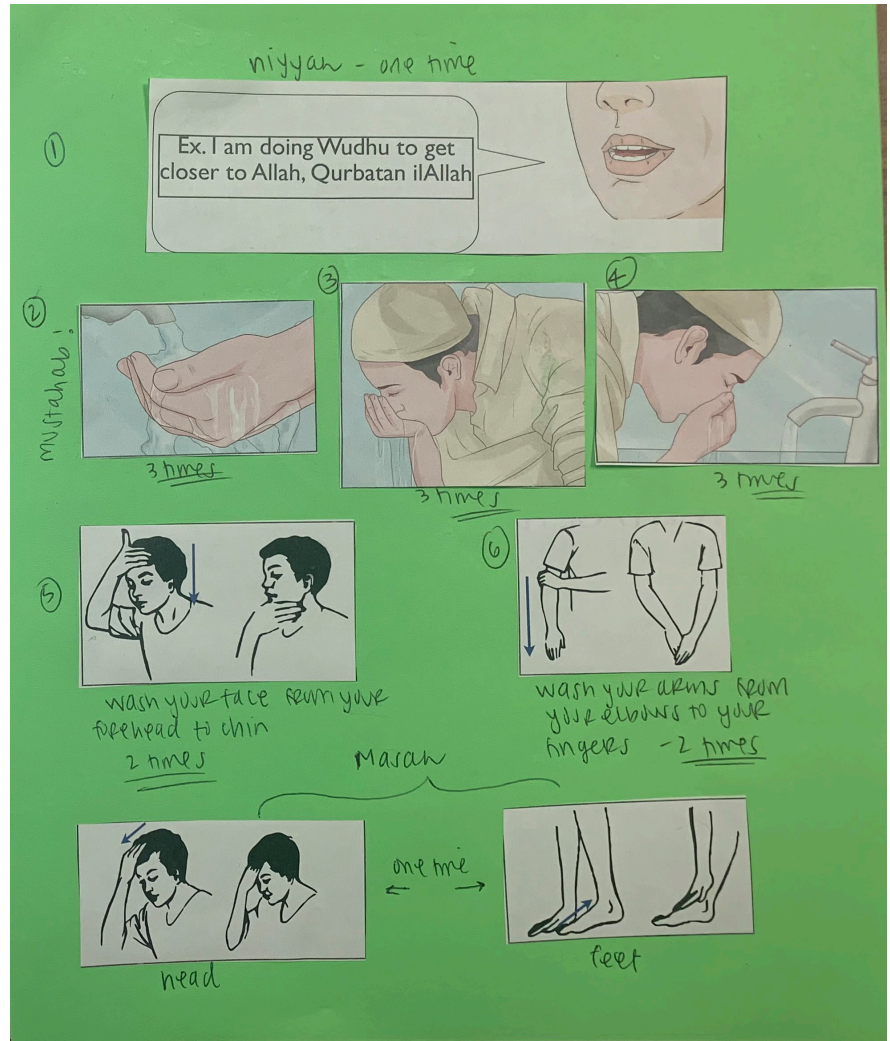 niyyah - one time
1
Ex. I am doing Wudhu to get
closer to Allah, Qurbatan ilAllah
2
3
4
mustahab!
3 times
3 times
3 times
5
6
wash your face from your
forehead to chin
2 times
wash your arms from
your elbows to your
fingers - 2 times
Masah
one time
head
feet